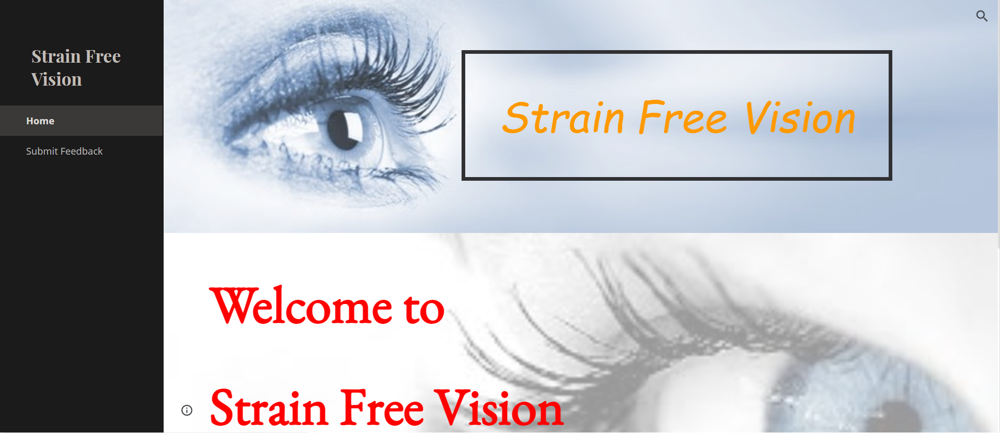 Strain Free
Vision
Home
Submit Feedback
Strain Free Vision
Welcome to
Strain Free Vision